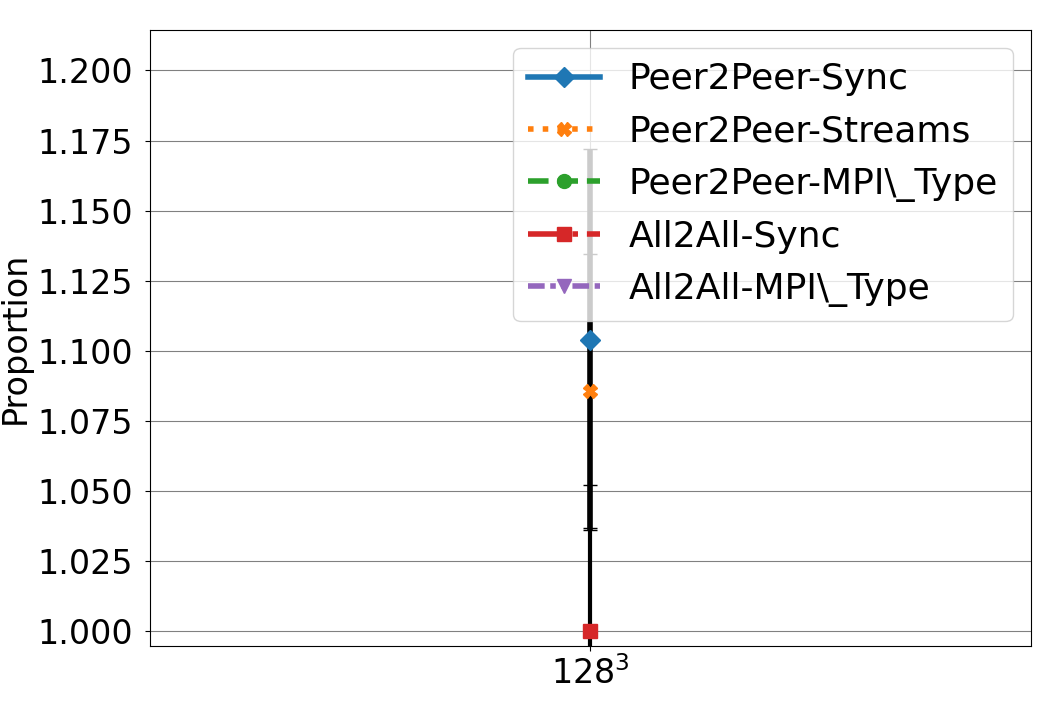 1.200
1.175
1.150
1.125
1.100
1.075
1.050
1.025
1.000
Proportion
128³
Peer2Peer-Sync
Peer2Peer-Streams
Peer2Peer-MPI\_Type
All2All-Sync
All2All-MPI\_Type